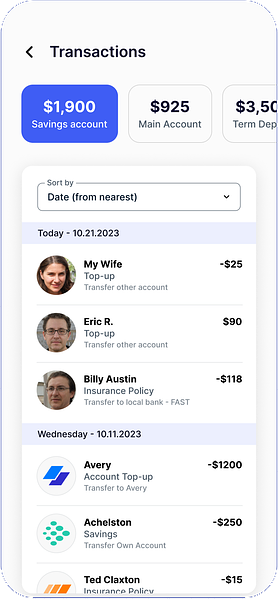 Transactions
$1,900
Savings account
$925
Main Account
$3,50
Term Dep
Sort by
Date (from nearest)
Today - 10.21.2023
My Wife
-$25
Top-up
Transfer other account
Eric R.
$90
Top-up
Transfer other account
Billy Austin
-$118
Insurance Policy
Transfer to local bank - FAST
Wednesday - 10.11.2023
Avery
-$1200
Account Top-up
Transfer to Avery
Achelston
-$250
Savings
Transfer Own Account
Ted Claxton
-$15
Insurance Policy